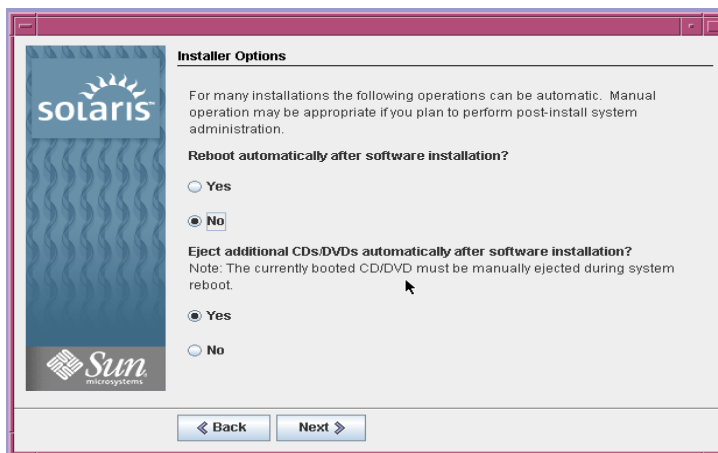 Installer Options
solaris
For many installations the following operations can be automatic. Manual
operation may be appropriate if you plan to perform post-install system
administration.
Reboot automatically after software installation?
Yes
No
Eject additional CDs/DVDs automatically after software installation?
Note: The currently booted CD/DVD must be manually ejected during system
reboot.
Yes
No
Sun
microsystems
Back
Next